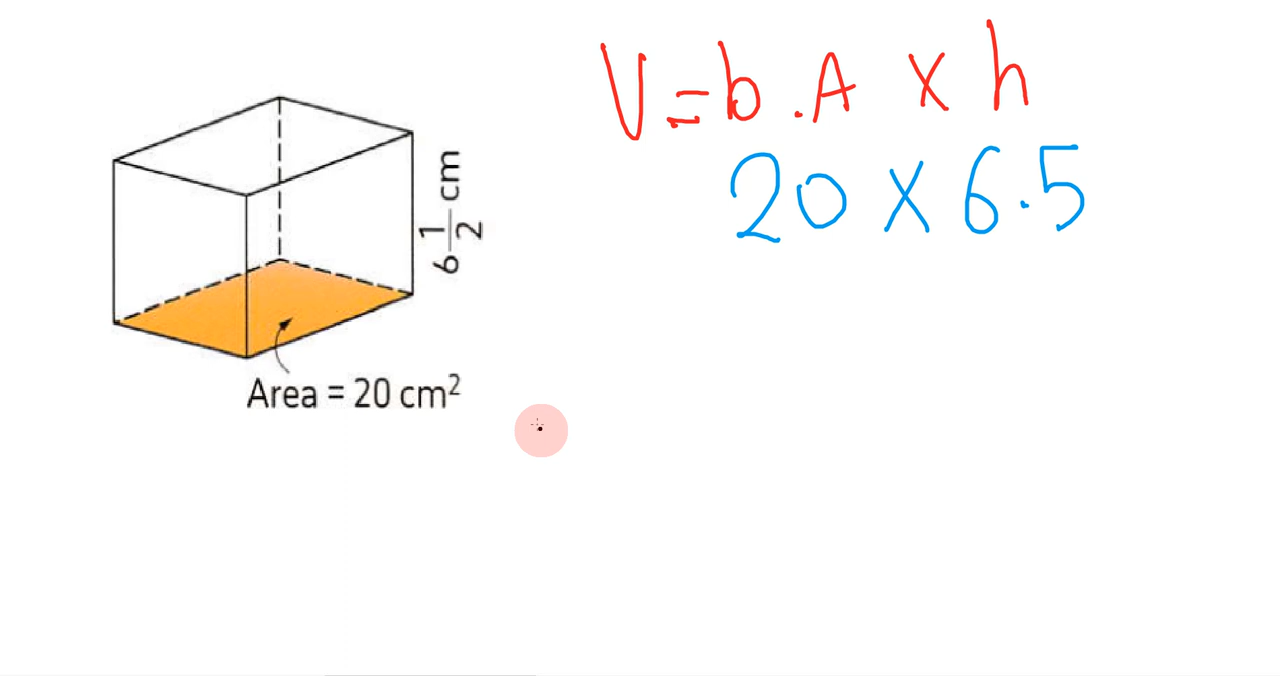 V=b.A x h
20 x 6.5
6 1/2 cm
Area = 20 cm²